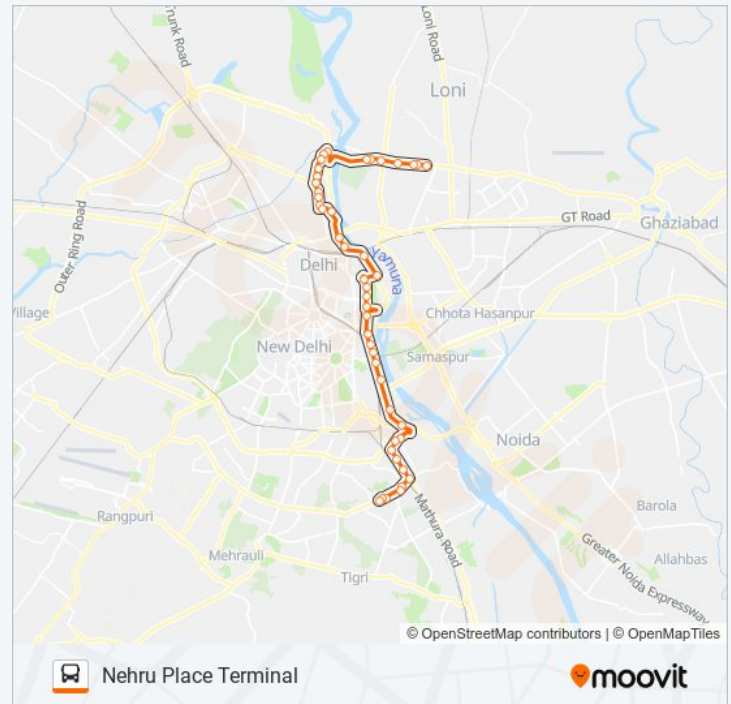 Trunk Road
Loni Road
Loni
GT Road
Ghaziabad
Outer Ring Road
Yamuna
Delhi
Village
Chhota Hasanpur
New Delhi
Samaspur
Noida
Mathura Road
Barola
Rangpuri
Mehrauli
Allahbas
Tigri
Greater Noida Expressway
© OpenStreetMap contributors | © OpenMapTiles
Nehru Place Terminal
moovit